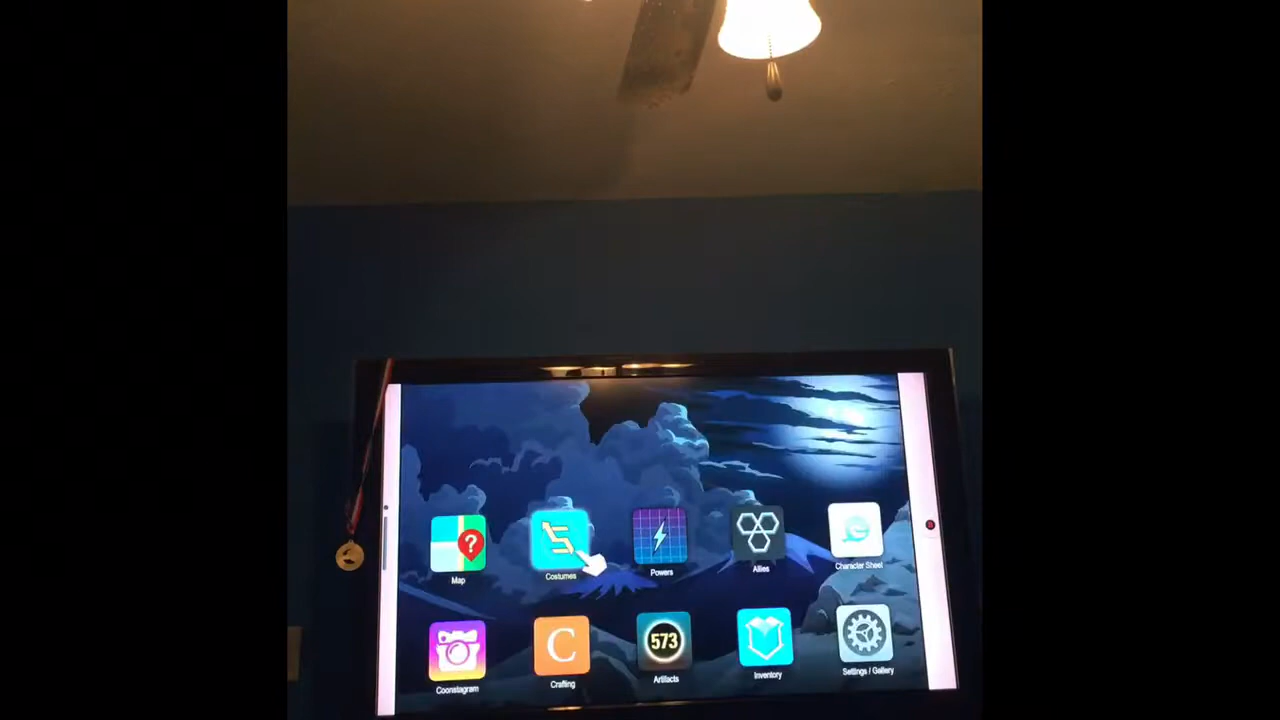 ?
Map
Costumes
Powers
Allies
Character Sheet
Coonstagram
C
Crafting
573
Artifacts
Inventory
Settings / Gallery